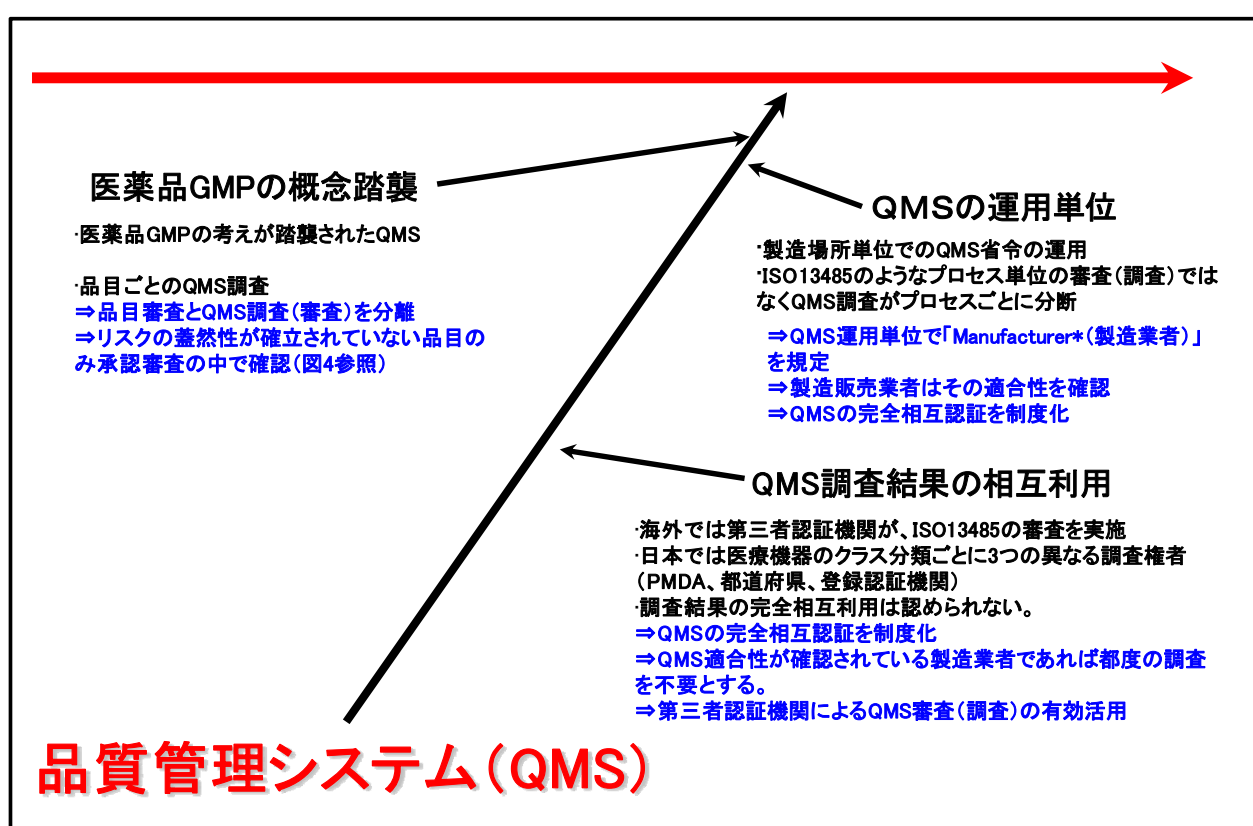 医薬品GMPの概念踏襲
・医薬品GMPの考えが踏襲されたQMS
・品目ごとのQMS調査
⇒品目審査とQMS調査（審査）を分離
⇒リスクの蓋然性が確立されていない品目の
み承認審査の中で確認（図4参照）
QMSの運用単位
・製造場所単位でのQMS省令の運用
・ISO13485のようなプロセス単位の審査（調査）では
なくQMS調査がプロセスごとに分断
⇒QMS運用単位で「Manufacturer*（製造業者）」
を規定
⇒製造販売業者はその適合性を確認
⇒QMSの完全相互認証を制度化
QMS調査結果の相互利用
・海外では第三者認証機関が、ISO13485の審査を実施
・日本では医療機器のクラス分類ごとに3つの異なる調査権者
（PMDA、都道府県、登録認証機関）
・調査結果の完全相互利用は認められない。
⇒QMSの完全相互認証を制度化
⇒QMS適合性が確認されている製造業者であれば都度の調査
を不要とする。
⇒第三者認証機関によるQMS審査（調査）の有効活用
品質管理システム（QMS）